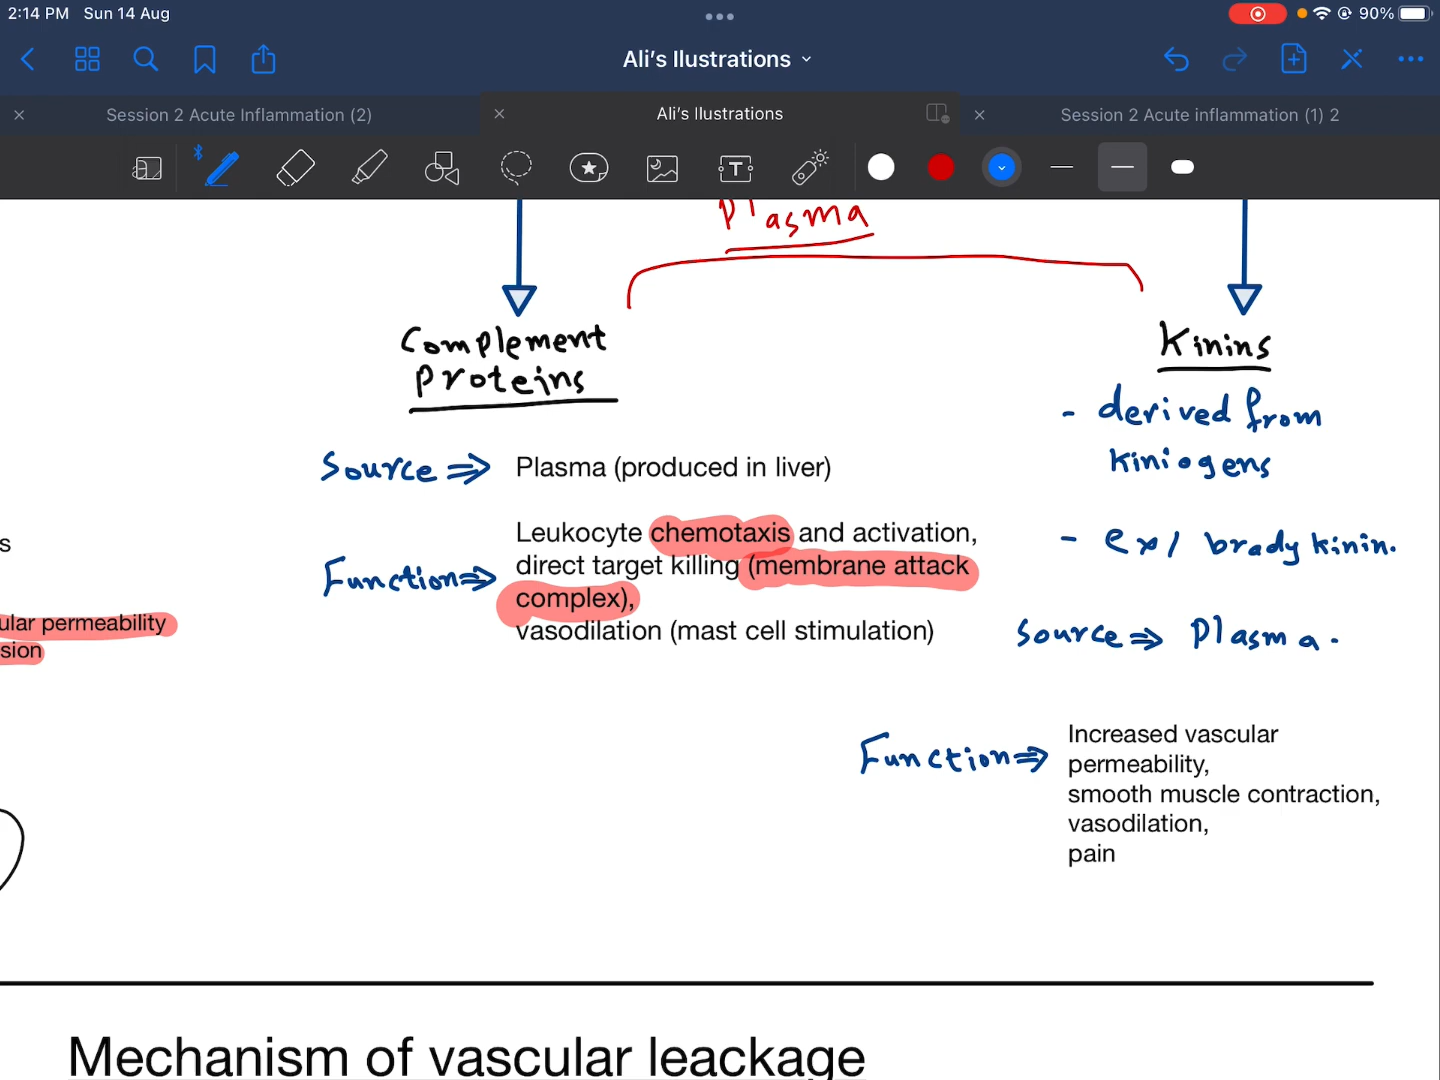 2:14 PM Sun 14 Aug
90%
Ali's Ilustrations
Session 2 Acute Inflammation (2)
Ali's Ilustrations
Session 2 Acute inflammation (1) 2
Plasma
Complement
Proteins
Kinins
- derived from
Kiniogens
Source ⇒ Plasma (produced in liver)
Function ⇒ Leukocyte chemotaxis and activation,
direct target killing (membrane attack
complex),
vasodilation (mast cell stimulation)
- ex/ bradykinin.
Source ⇒ Plasma.
s
ular permeability
sion
Function ⇒ Increased vascular
permeability,
smooth muscle contraction,
vasodilation,
pain
Mechanism of vascular leackage